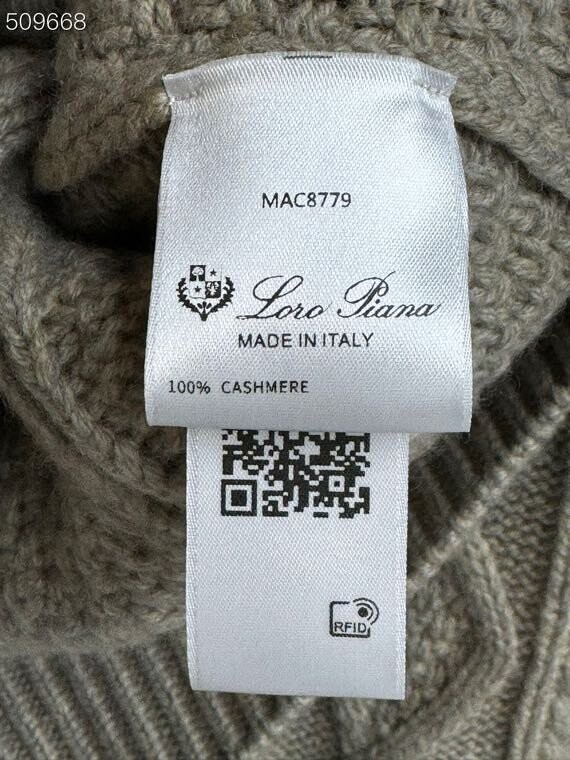 509668
MAC8779
Loro Piana
MADE IN ITALY
100% CASHMERE
RFID